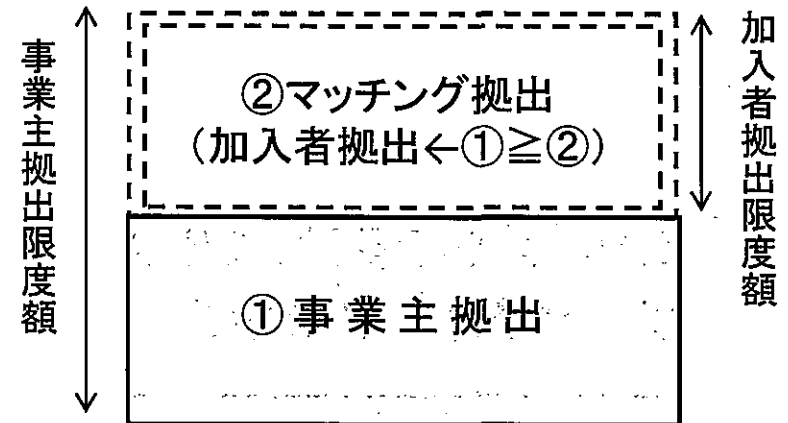 事業主拠出限度額
②マッチング拠出
（加入者拠出←①≧②）
加入者拠出限度額
①事業主拠出